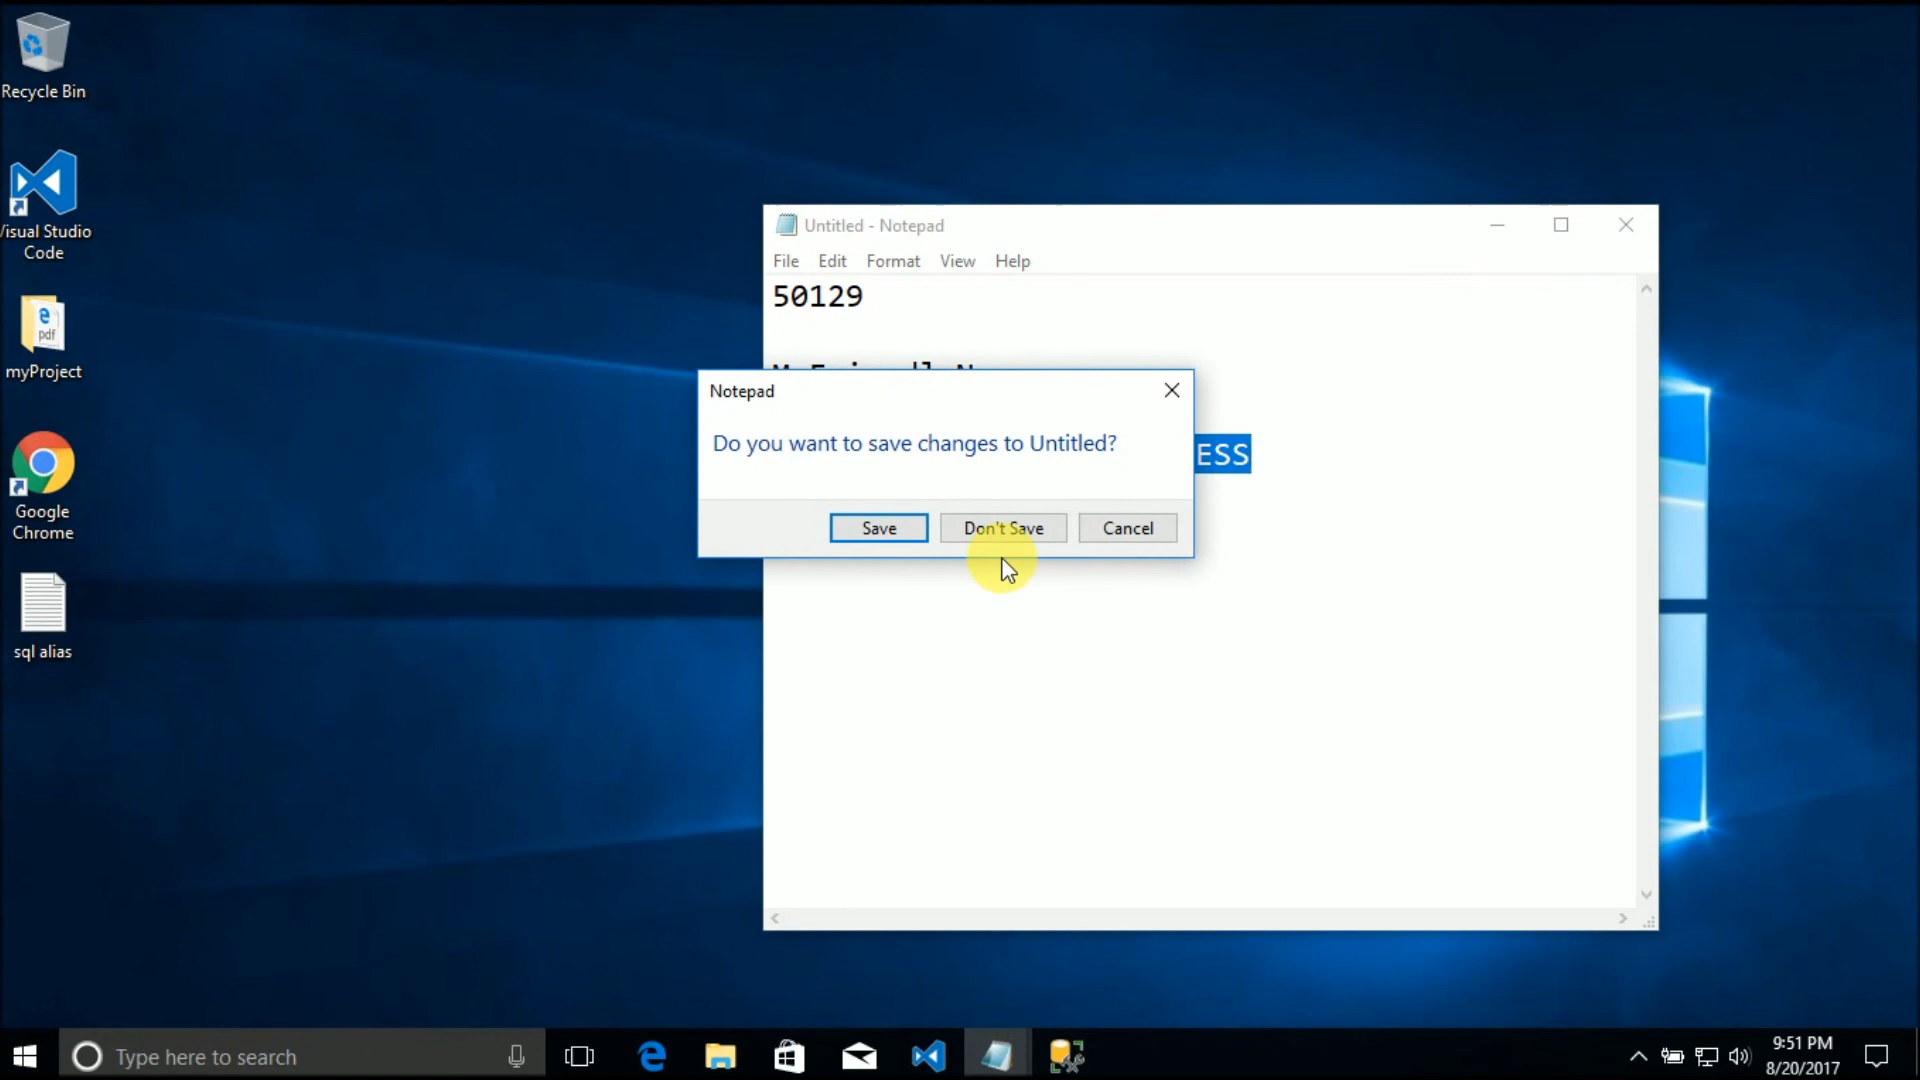 Recycle Bin
Visual Studio
Code
pdf
myProject
Google
Chrome
sql alias
Untitled - Notepad
File Edit Format View Help
50129
ESS
Notepad
Do you want to save changes to Untitled?
Save Don't Save Cancel
Type here to search
9:51 PM
8/20/2017